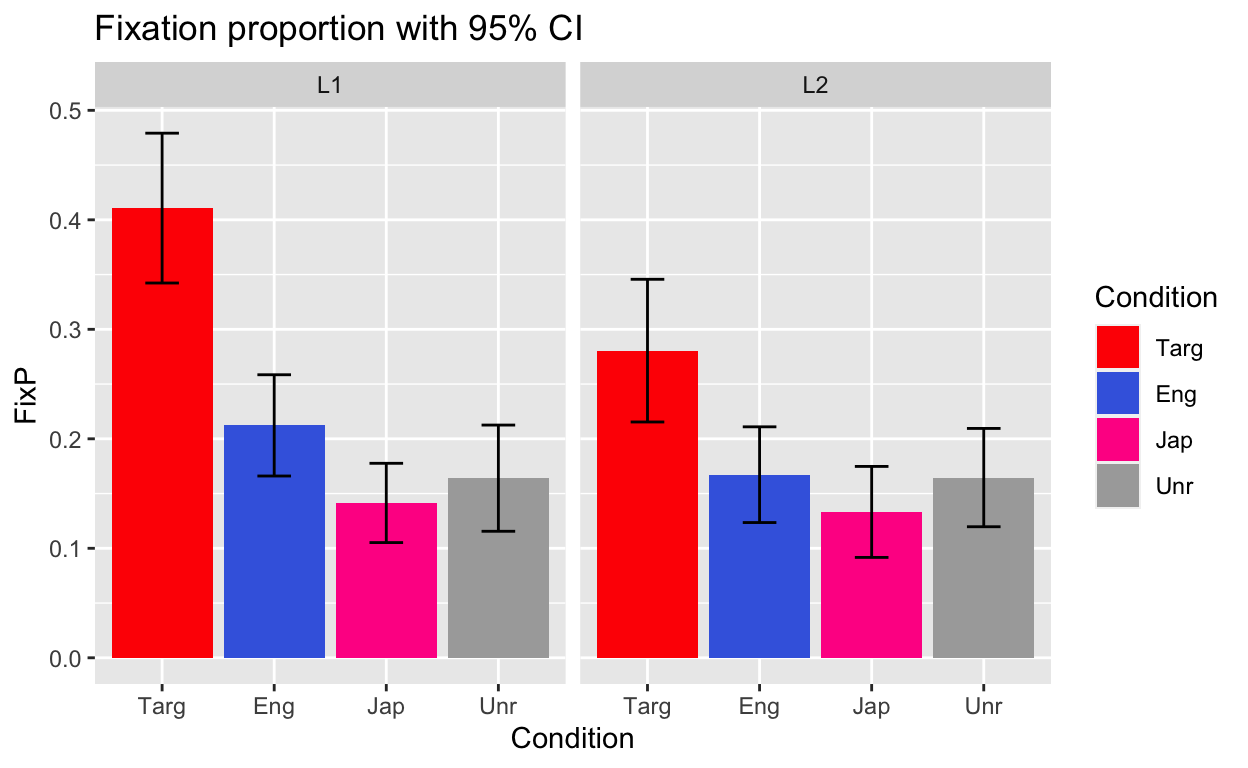 Fixation proportion with 95% CI
L1
L2
0.5
0.4
0.3
0.2
0.1
0.0
FixP
Targ
Eng
Jap
Unr
Targ
Eng
Jap
Unr
Condition
Condition
Targ
Eng
Jap
Unr